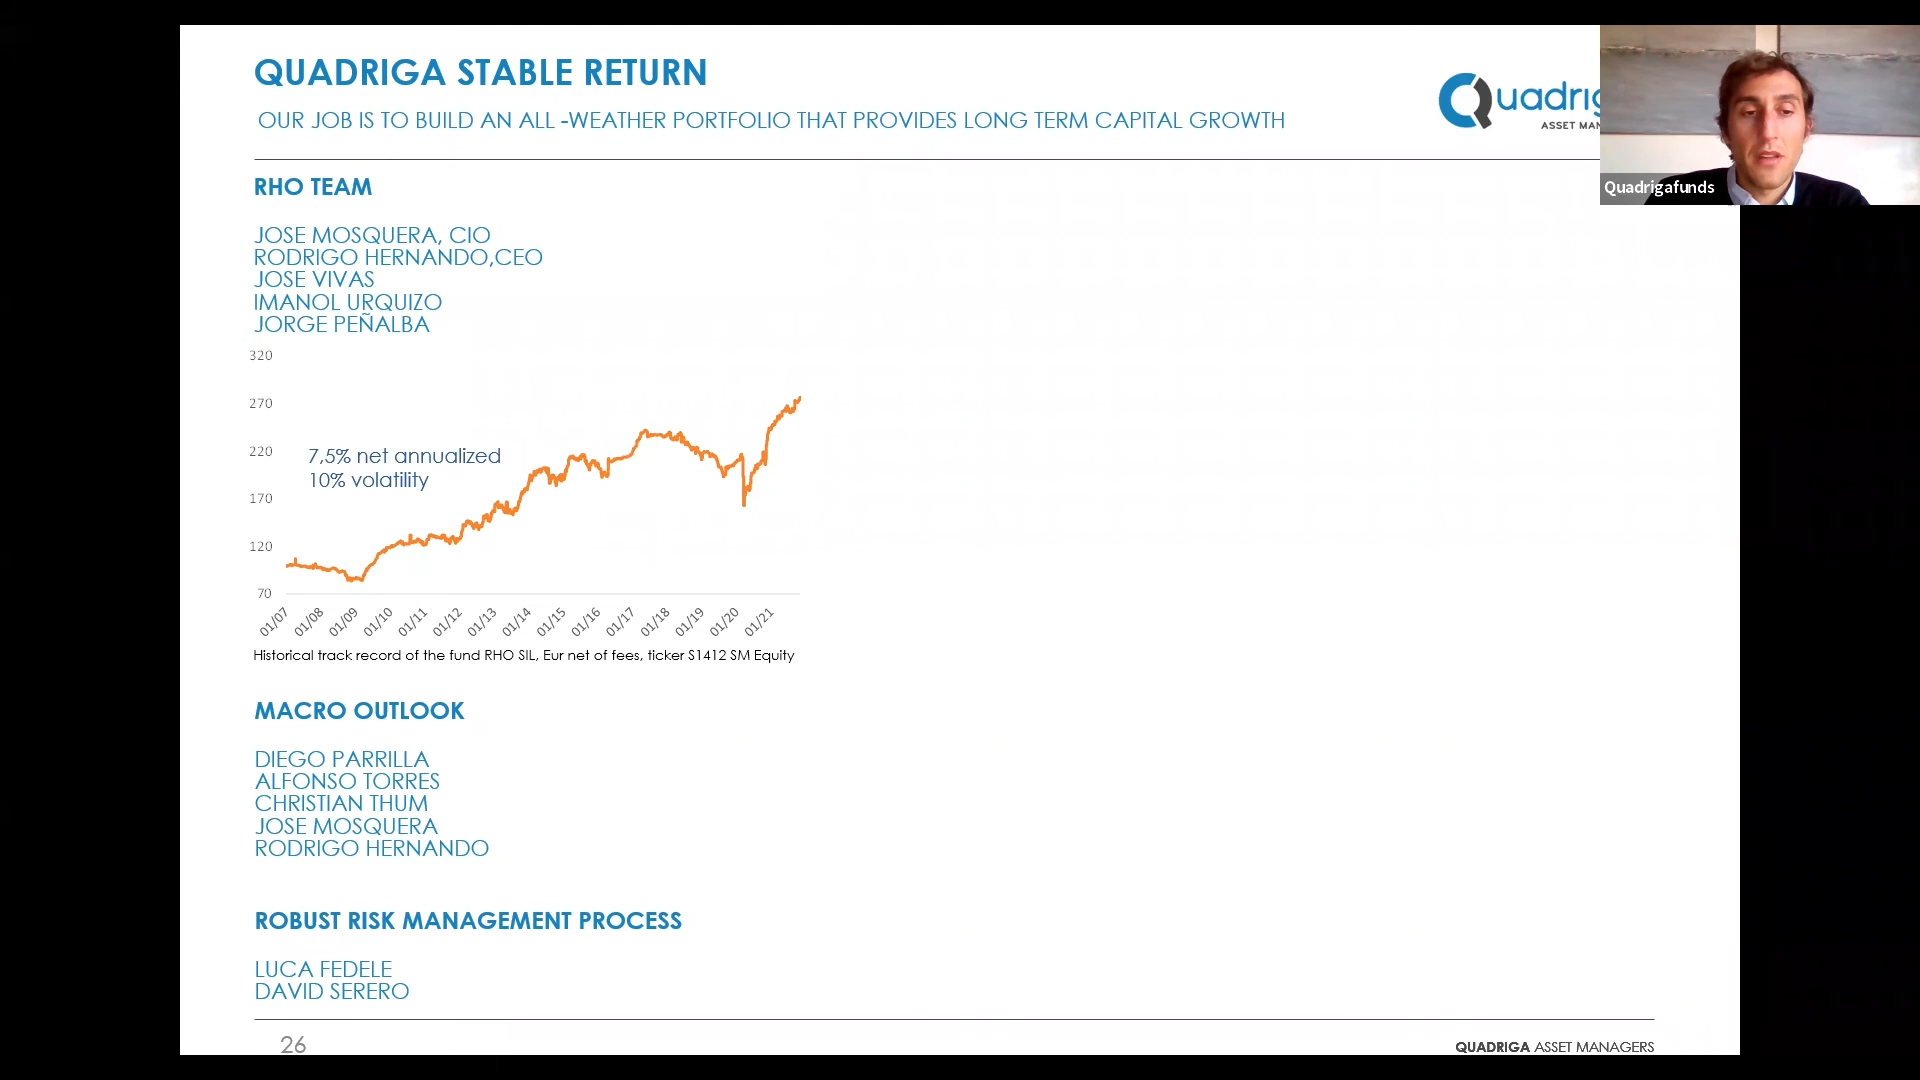 QUADRIGA STABLE RETURN
OUR JOB IS TO BUILD AN ALL -WEATHER PORTFOLIO THAT PROVIDES LONG TERM CAPITAL GROWTH
Quadrig
ASSET MAN
Quadrigafunds
RHO TEAM
JOSE MOSQUERA, CIO
RODRIGO HERNANDO,CEO
JOSE VIVAS
IMANOL URQUIZO
JORGE PEÑALBA
320
270
220
170
120
70
7,5% net annualized
10% volatility
01/07 01/08 01/09 01/10 01/11 01/12 01/13 01/14 01/15 01/16 01/17 01/18 01/19 01/20 01/21
Historical track record of the fund RHO SIL, Eur net of fees, ticker S1412 SM Equity
MACRO OUTLOOK
DIEGO PARRILLA
ALFONSO TORRES
CHRISTIAN THUM
JOSE MOSQUERA
RODRIGO HERNANDO
ROBUST RISK MANAGEMENT PROCESS
LUCA FEDELE
DAVID SERERO
26
QUADRIGA ASSET MANAGERS